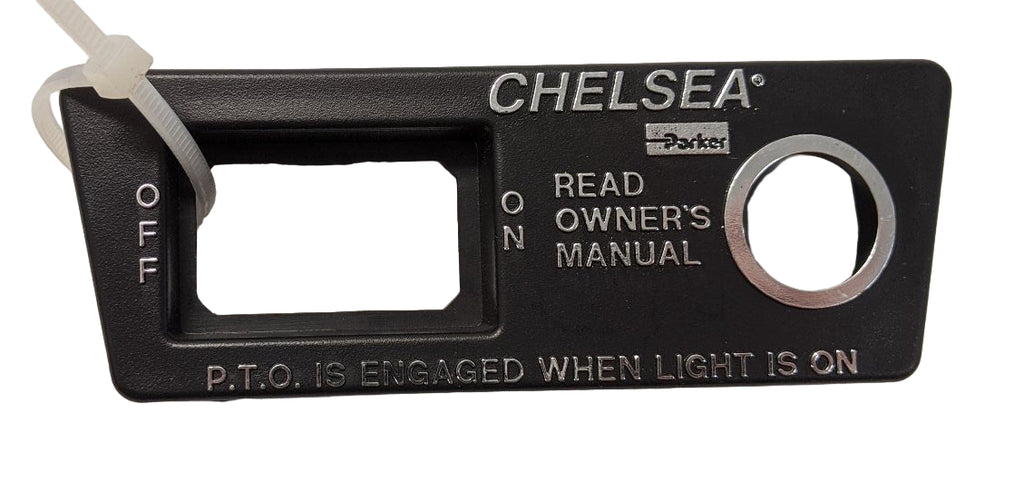 CHELSEA®
Parker
OFF
ON
READ
OWNER'S
MANUAL
P.T.O. IS ENGAGED WHEN LIGHT IS ON